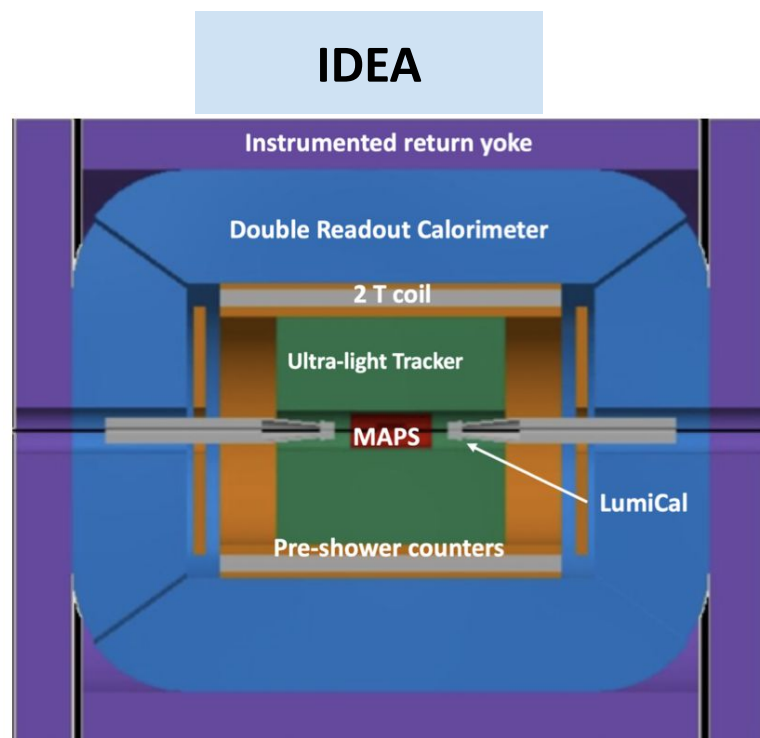 IDEA
Instrumented return yoke
Double Readout Calorimeter
2 T coil
Ultra-light Tracker
MAPS
LumiCal
Pre-shower counters